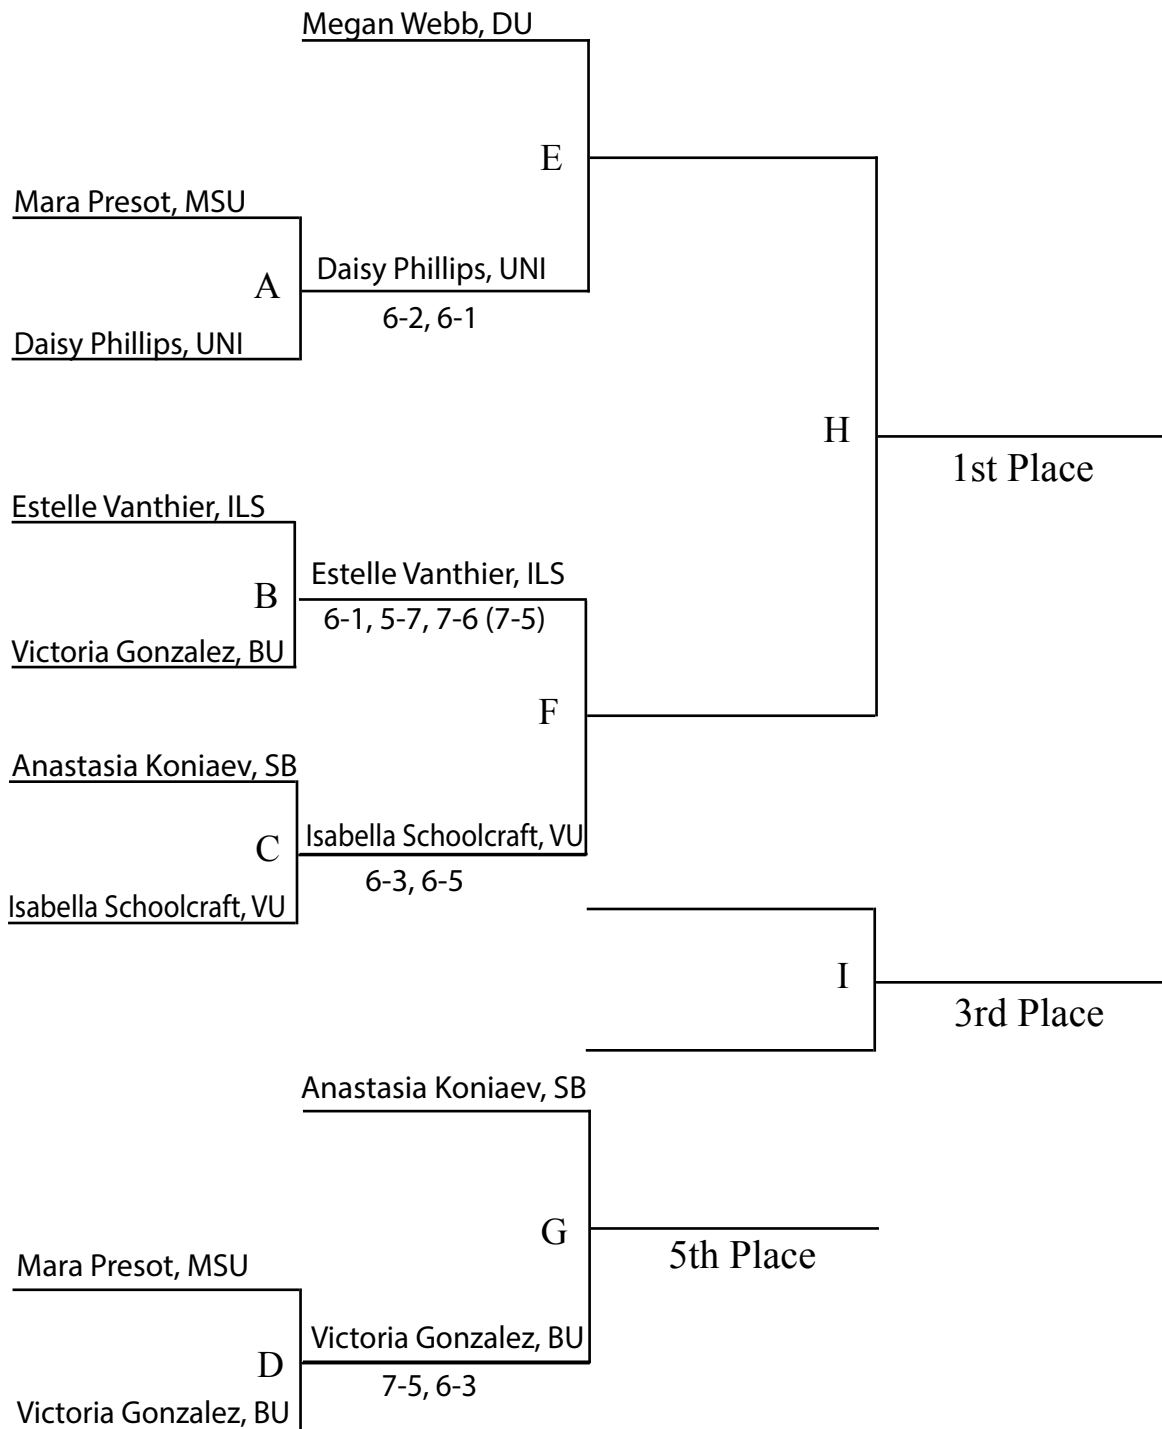 Megan Webb, DU
E
Mara Presot, MSU
A
Daisy Phillips, UNI
6-2, 6-1
Daisy Phillips, UNI
H
1st Place
Estelle Vanthier, ILS
B
Estelle Vanthier, ILS
6-1, 5-7, 7-6 (7-5)
Victoria Gonzalez, BU
F
Anastasia Koniaev, SB
C
Isabella Schoolcraft, VU
6-3, 6-5
Isabella Schoolcraft, VU
I
3rd Place
Anastasia Koniaev, SB
G
5th Place
Mara Presot, MSU
D
Victoria Gonzalez, BU
7-5, 6-3
Victoria Gonzalez, BU